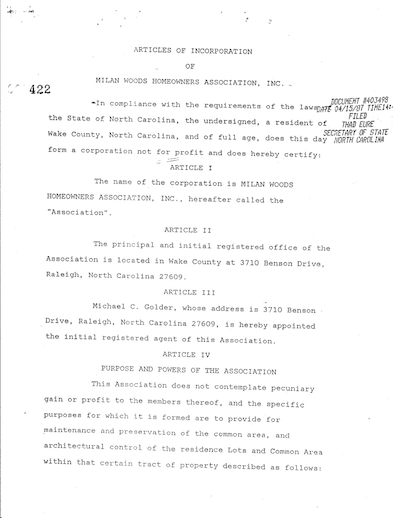 ARTICLES OF INCORPORATION
OF
MILAN WOODS HOMEOWNERS ASSOCIATION, INC.
422
DOCUMENT #403498
DATE 04/15/87 TIME 14:
FILED
THAD EURE
SECRETARY OF STATE
NORTH CAROLINA
In compliance with the requirements of the laws
the State of North Carolina, the undersigned, a resident of
Wake County, North Carolina, and of full age, does this day
form a corporation not for profit and does hereby certify:
ARTICLE I
The name of the corporation is MILAN WOODS
HOMEOWNERS ASSOCIATION, INC., hereafter called the
"Association".
ARTICLE II
The principal and initial registered office of the
Association is located in Wake County at 3710 Benson Drive,
Raleigh, North Carolina 27609.
ARTICLE III
Michael C. Golder, whose address is 3710 Benson
Drive, Raleigh, North Carolina 27609, is hereby appointed
the initial registered agent of this Association.
ARTICLE IV
PURPOSE AND POWERS OF THE ASSOCIATION
This Association does not contemplate pecuniary
gain or profit to the members thereof, and the specific
purposes for which it is formed are to provide for
maintenance and preservation of the common area, and
architectural control of the residence Lots and Common Area
within that certain tract of property described as follows: